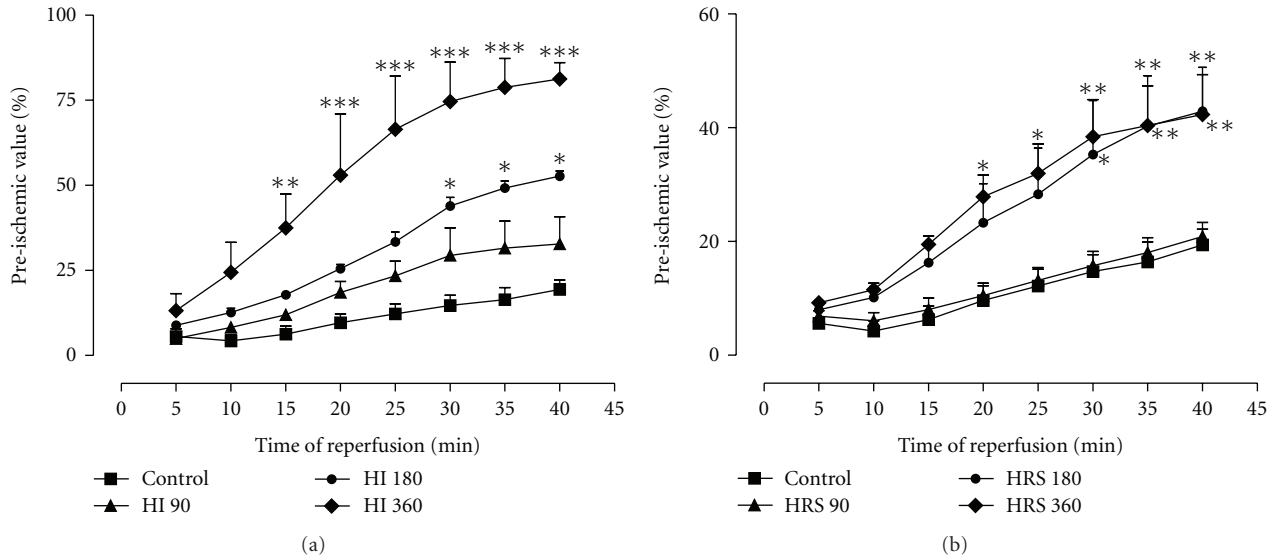 100
75
50
25
0
Pre-ischemic value (%)
∗∗ ∗∗∗ ∗∗∗ ∗∗∗ ∗∗∗ ∗∗∗
∗ ∗ ∗
0 5 10 15 20 25 30 35 40 45
Time of reperfusion (min)
Control
HI 90
HI 180
HI 360
(a)
60
40
20
0
Pre-ischemic value (%)
∗ ∗ ∗∗ ∗∗ ∗∗
∗ ∗∗ ∗∗
0 5 10 15 20 25 30 35 40 45
Time of reperfusion (min)
Control
HRS 90
HRS 180
HRS 360
(b)